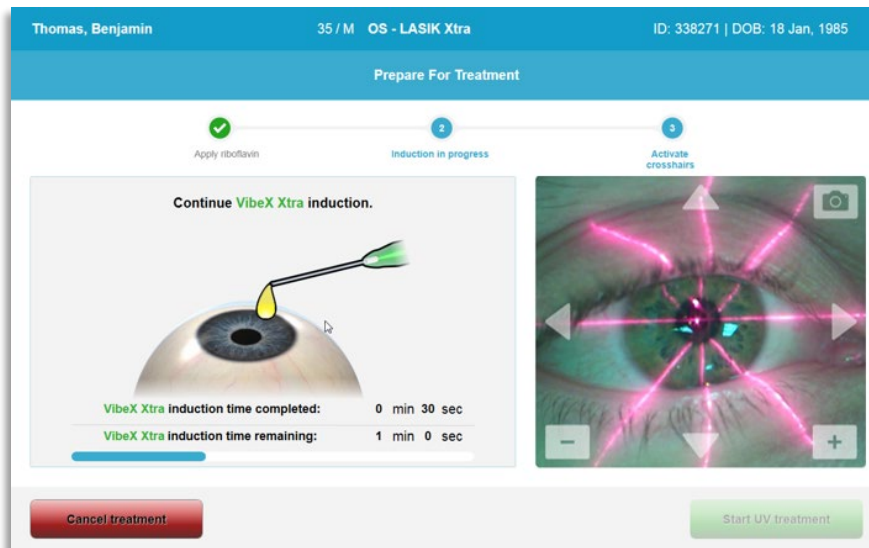 Thomas, Benjamin 35 / M OS - LASIK Xtra ID: 338271 | DOB: 18 Jan, 1985
Prepare For Treatment
2 3
Apply riboflavin Induction in progress Activate
crosshairs
Continue VibeX Xtra induction.
VibeX Xtra induction time completed: 0 min 30 sec
VibeX Xtra induction time remaining: 1 min 0 sec
Cancel treatment Start UV treatment